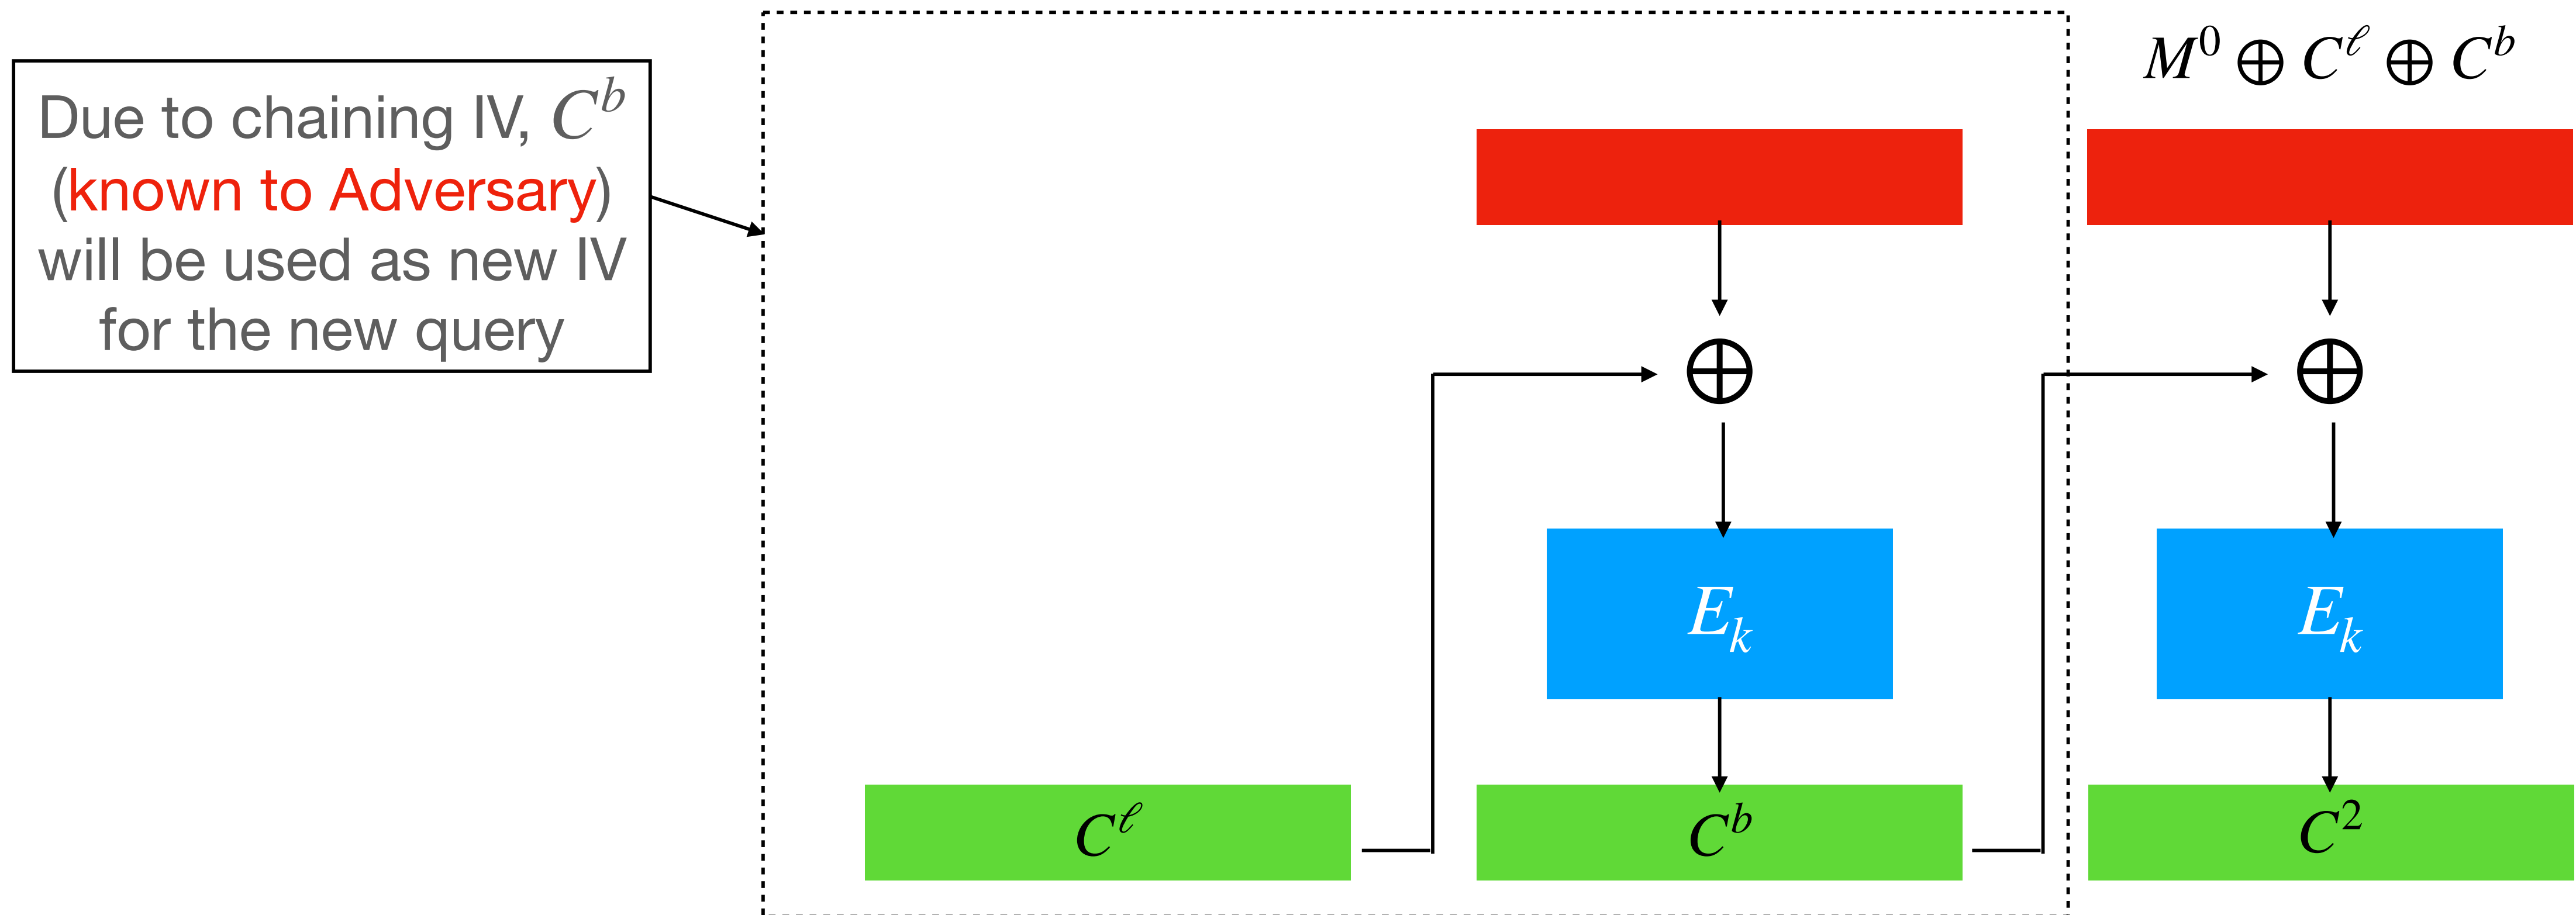 Due to chaining IV, C^b
(known to Adversary)
will be used as new IV
for the new query
M^0 ⊕ C^ℓ ⊕ C^b
E_k
E_k
C^ℓ
C^b
C^2